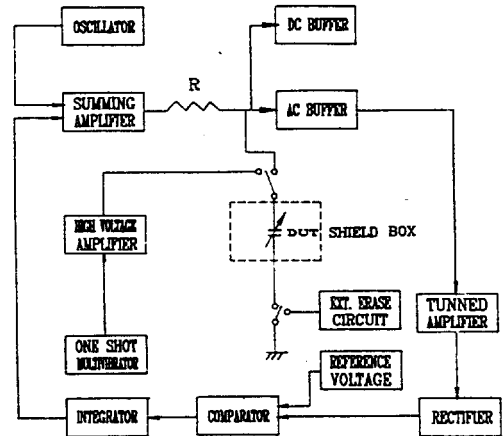 OSCILLATOR
DC BUFFER
R
SUMMING
AMPLIFIER
AC BUFFER
HIGH VOLTAGE
AMPLIFIER
DUT SHIELD BOX
EXT. ERASE
CIRCUIT
TUNNED
AMPLIFIER
ONE SHOT
MULTIVIBRATOR
REFERENCE
VOLTAGE
INTEGRATOR
COMPARATOR
RECTIFIER